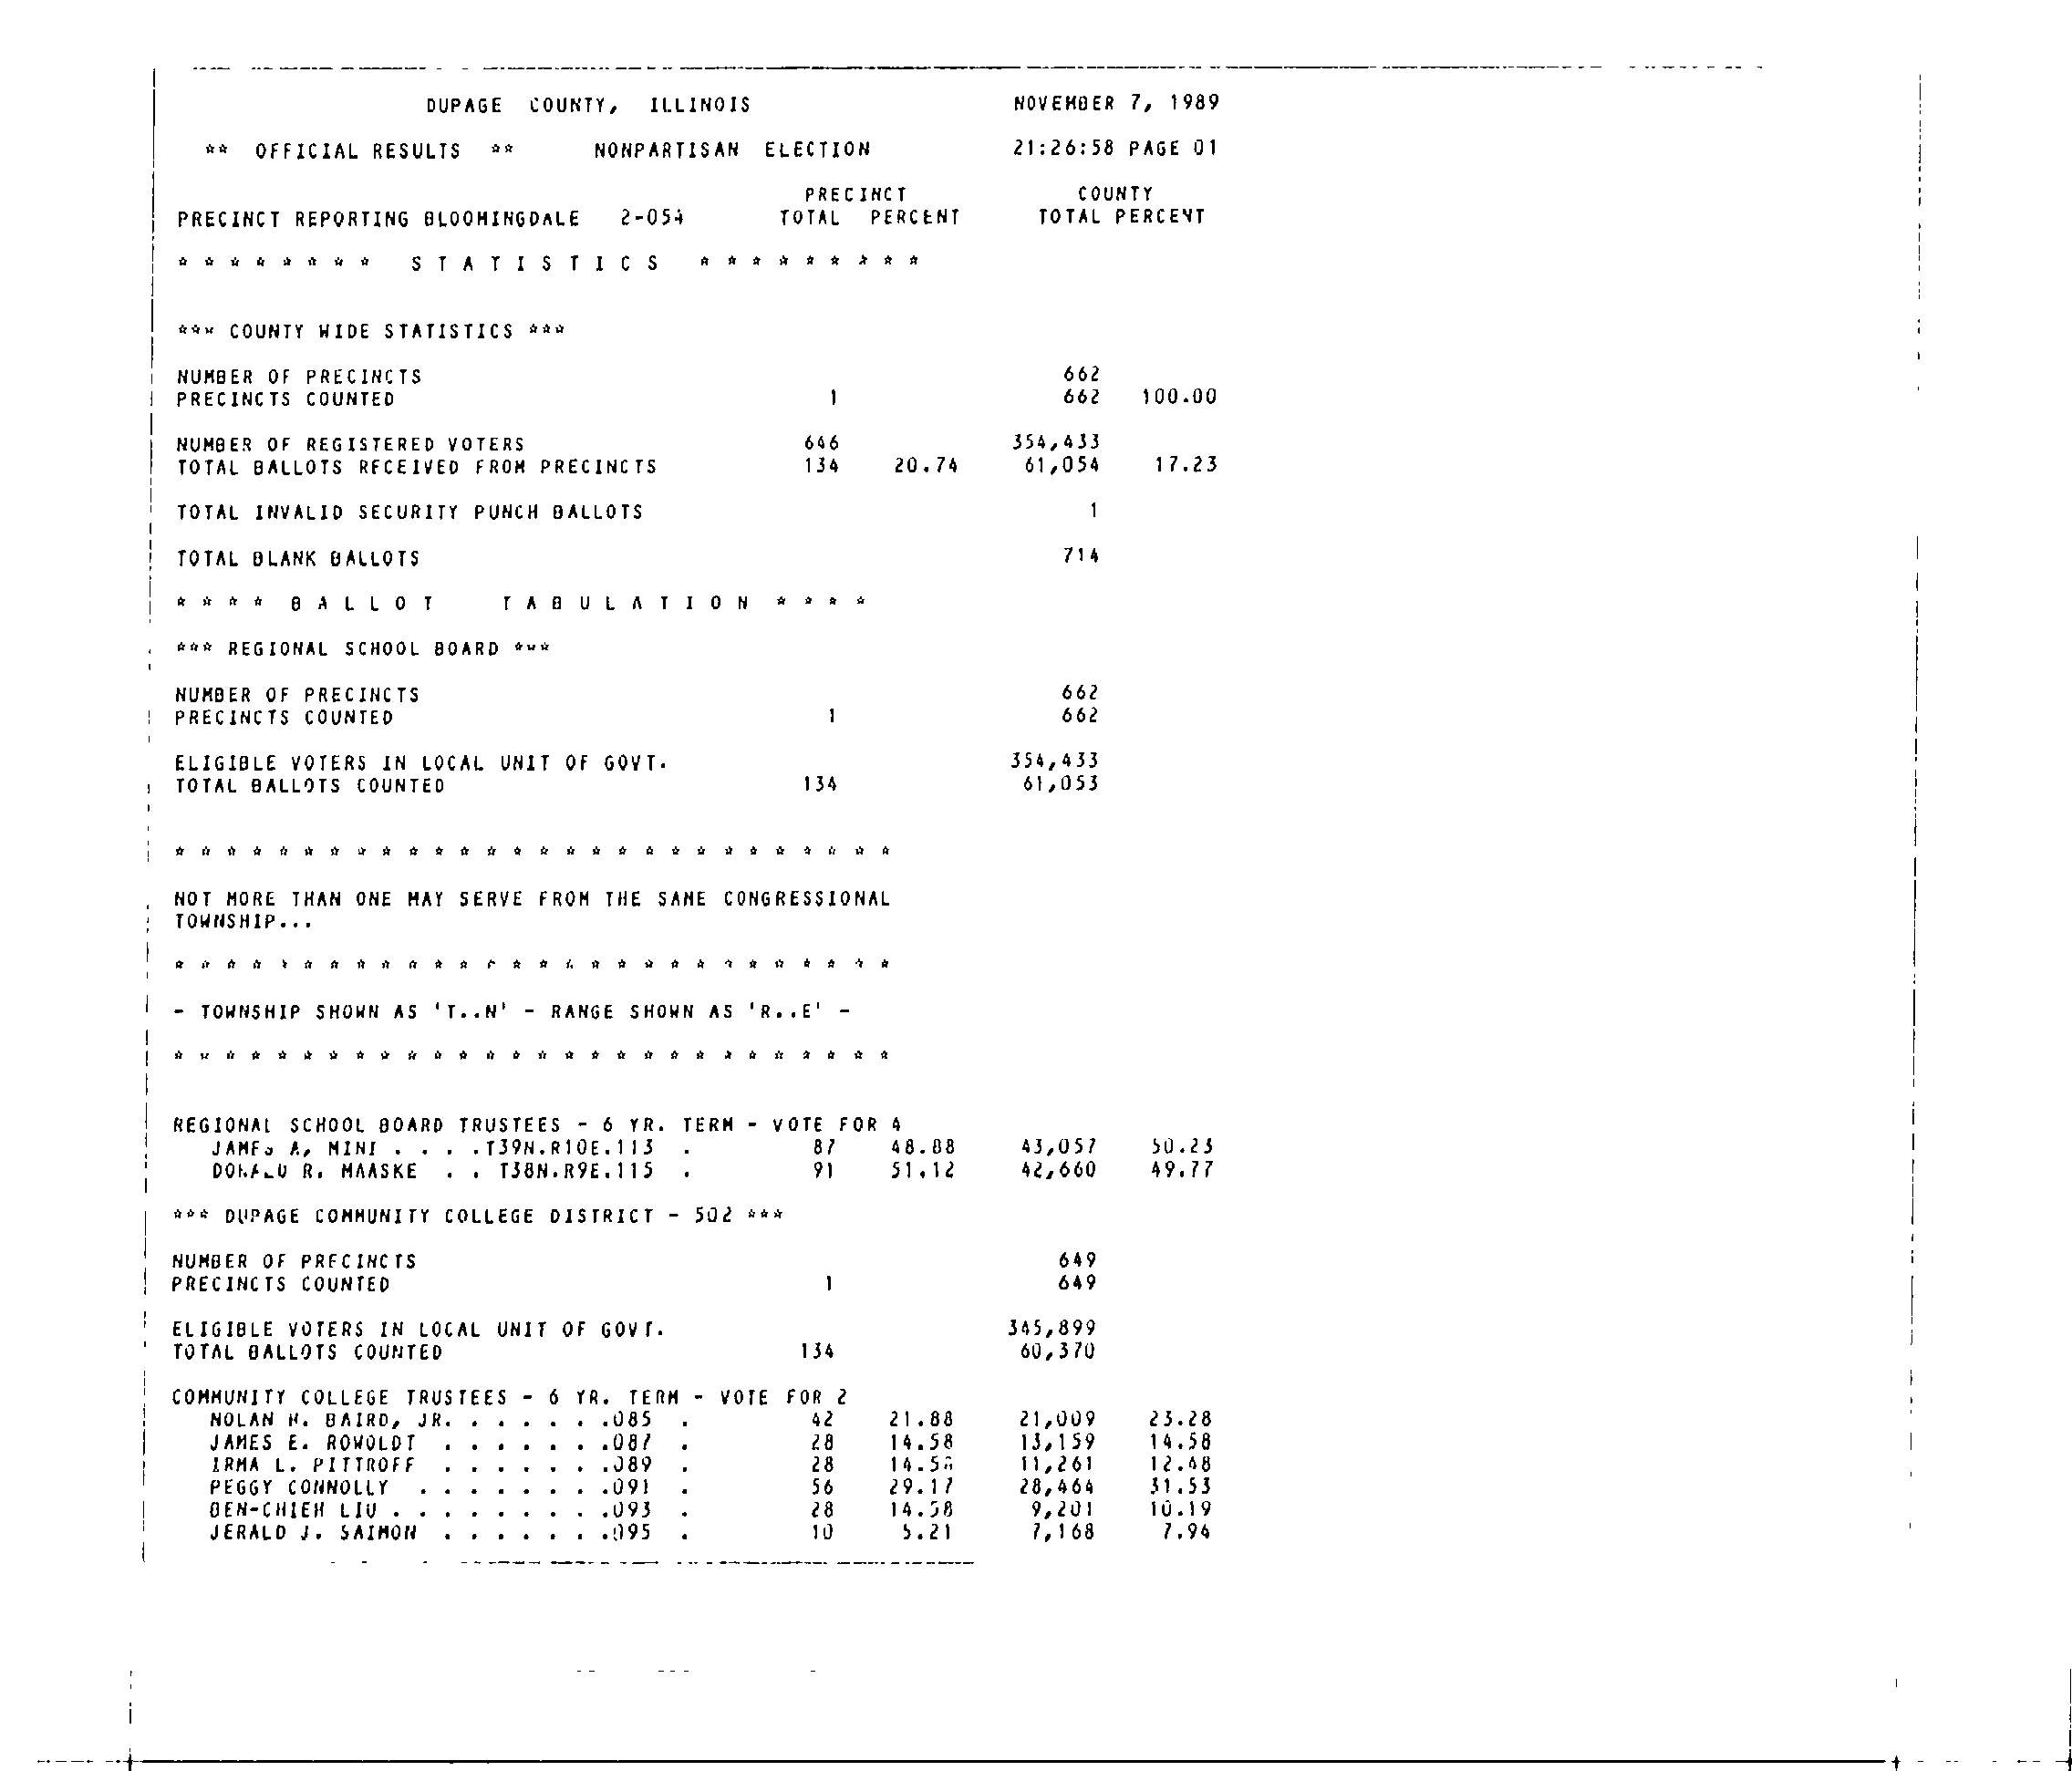 DUPAGE COUNTY, ILLINOIS NOVEMBER 7, 1989
** OFFICIAL RESULTS ** NONPARTISAN ELECTION 21:26:58 PAGE 01
PRECINCT COUNTY
PRECINCT REPORTING BLOOMINGDALE 2-054 TOTAL PERCENT TOTAL PERCENT
* * * * * * * * S T A T I S T I C S * * * * * * * * *
*** COUNTY WIDE STATISTICS ***
NUMBER OF PRECINCTS 662
PRECINCTS COUNTED 1 662 100.00
NUMBER OF REGISTERED VOTERS 646 354,433
TOTAL BALLOTS RECEIVED FROM PRECINCTS 134 20.74 61,054 17.23
TOTAL INVALID SECURITY PUNCH BALLOTS 1
TOTAL BLANK BALLOTS 714
* * * * B A L L O T T A B U L A T I O N * * * *
*** REGIONAL SCHOOL BOARD ***
NUMBER OF PRECINCTS 662
PRECINCTS COUNTED 1 662
ELIGIBLE VOTERS IN LOCAL UNIT OF GOVT. 354,433
TOTAL BALLOTS COUNTED 134 61,053
* * * * * * * * * * * * * * * * * * * * * * * * * * * *
NOT MORE THAN ONE MAY SERVE FROM THE SAME CONGRESSIONAL
TOWNSHIP...
* * * * * * * * * * * * * * * * * * * * * * * * * * * *
- TOWNSHIP SHOWN AS 'T..N' - RANGE SHOWN AS 'R..E' -
* * * * * * * * * * * * * * * * * * * * * * * * * * * *
REGIONAL SCHOOL BOARD TRUSTEES - 6 YR. TERM - VOTE FOR 4
JAMES A. MINI . . . .T39N.R10E.113 . 87 48.88 43,057 50.23
DONALD R. MAASKE . . T38N.R9E.115 . 91 51.12 42,660 49.77
*** DUPAGE COMMUNITY COLLEGE DISTRICT - 502 ***
NUMBER OF PRECINCTS 649
PRECINCTS COUNTED 1 649
ELIGIBLE VOTERS IN LOCAL UNIT OF GOVT. 345,899
TOTAL BALLOTS COUNTED 134 60,370
COMMUNITY COLLEGE TRUSTEES - 6 YR. TERM - VOTE FOR 2
NOLAN H. BAIRD, JR. . . . . . .085 . 42 21.88 21,009 23.28
JAMES E. ROWOLDT . . . . . . .087 . 28 14.58 13,159 14.58
IRMA L. PITTROFF . . . . . . .089 . 28 14.58 11,261 12.48
PEGGY CONNOLLY . . . . . . . .091 . 56 29.17 28,464 31.53
BEN-CHIEH LIU . . . . . . . . .093 . 28 14.58 9,201 10.19
JERALD J. SAIMON . . . . . . .095 . 10 5.21 7,168 7.94